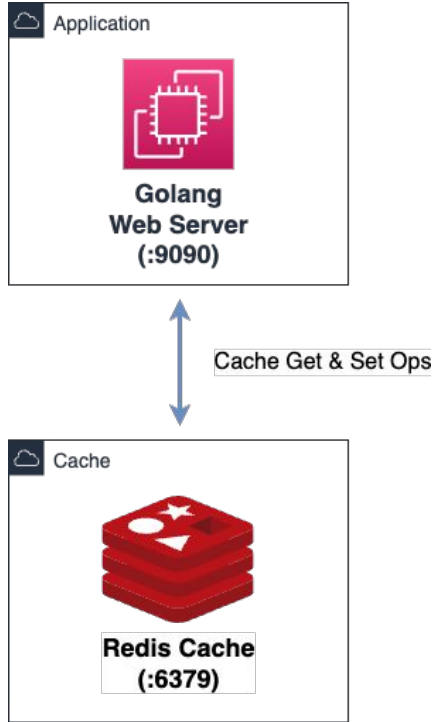 Application
Golang
Web Server
(:9090)
Cache Get & Set Ops
Cache
Redis Cache
(:6379)